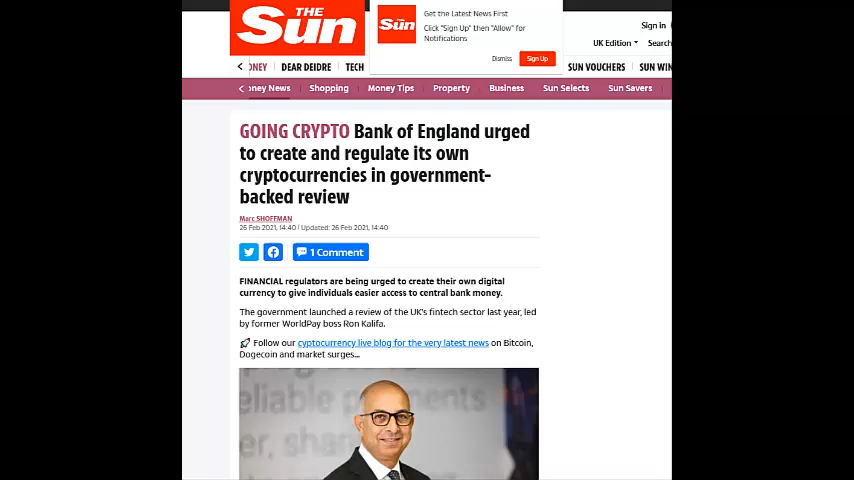 THE
Sun
THE
Sun
Get the Latest News First
Click "Sign Up" then "Allow" for
Notifications
Dismiss
Sign Up
Sign in
UK Edition
Search
ONEY
DEAR DEIDRE
TECH
SUN VOUCHERS
SUN WIN
oney News
Shopping
Money Tips
Property
Business
Sun Selects
Sun Savers
GOING CRYPTO Bank of England urged
to create and regulate its own
cryptocurrencies in government-
backed review
Marc SHOFFMAN
26 Feb 2021, 14:40 | Updated: 26 Feb 2021, 14:40
1 Comment
FINANCIAL regulators are being urged to create their own digital
currency to give individuals easier access to central bank money.
The government launched a review of the UK's fintech sector last year, led
by former WorldPay boss Ron Kalifa.
Follow our cyptocurrency live blog for the very latest news on Bitcoin,
Dogecoin and market surges...
eliable p ments
er, sha